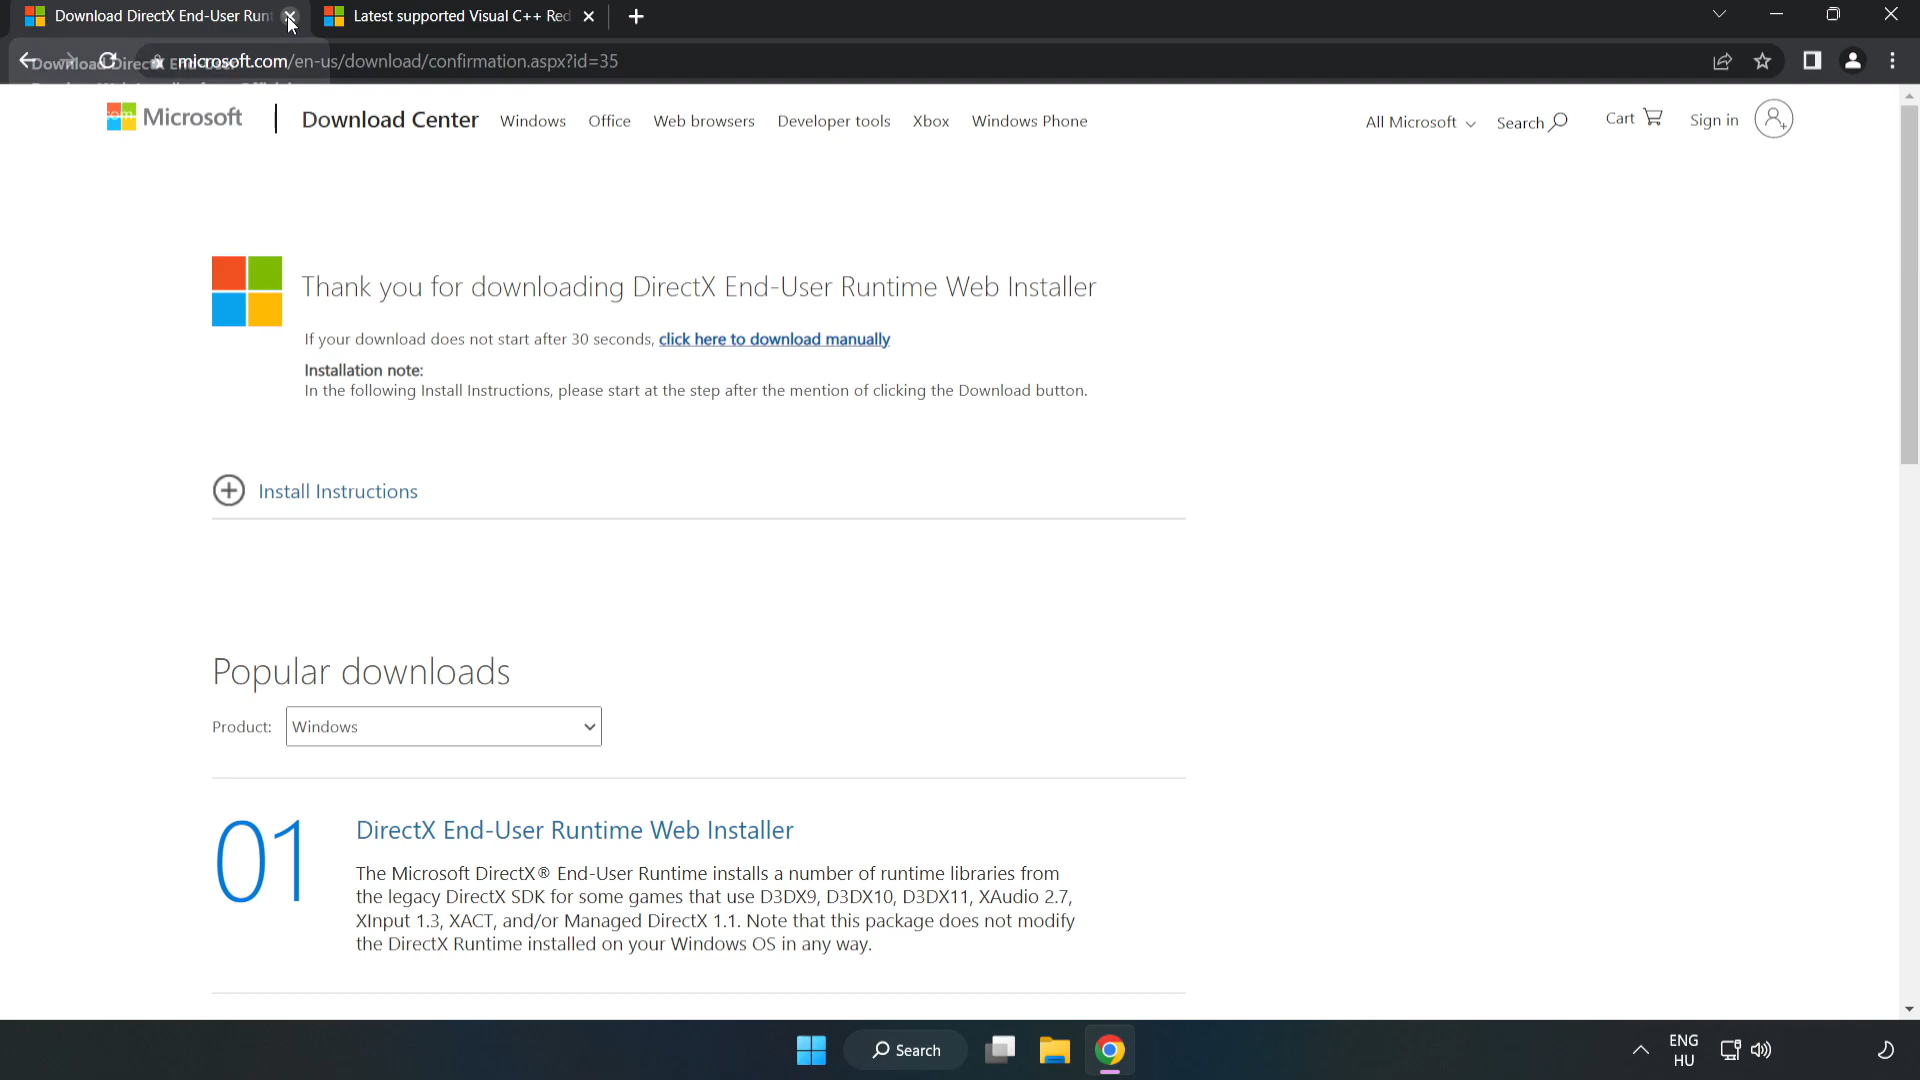 Download DirectX End-User Runt
Latest supported Visual C++ Red
microsoft.com/en-us/download/confirmation.aspx?id=35
Download DirectX End-User
Microsoft
Download Center
Windows
Office
Web browsers
Developer tools
Xbox
Windows Phone
All Microsoft
Search
Cart
Sign in
Thank you for downloading DirectX End-User Runtime Web Installer
If your download does not start after 30 seconds, click here to download manually
Installation note:
In the following Install Instructions, please start at the step after the mention of clicking the Download button.
Install Instructions
Popular downloads
Product:
Windows
01
DirectX End-User Runtime Web Installer
The Microsoft DirectX® End-User Runtime installs a number of runtime libraries from
the legacy DirectX SDK for some games that use D3DX9, D3DX10, D3DX11, XAudio 2.7,
XInput 1.3, XACT, and/or Managed DirectX 1.1. Note that this package does not modify
the DirectX Runtime installed on your Windows OS in any way.
Search
ENG
HU